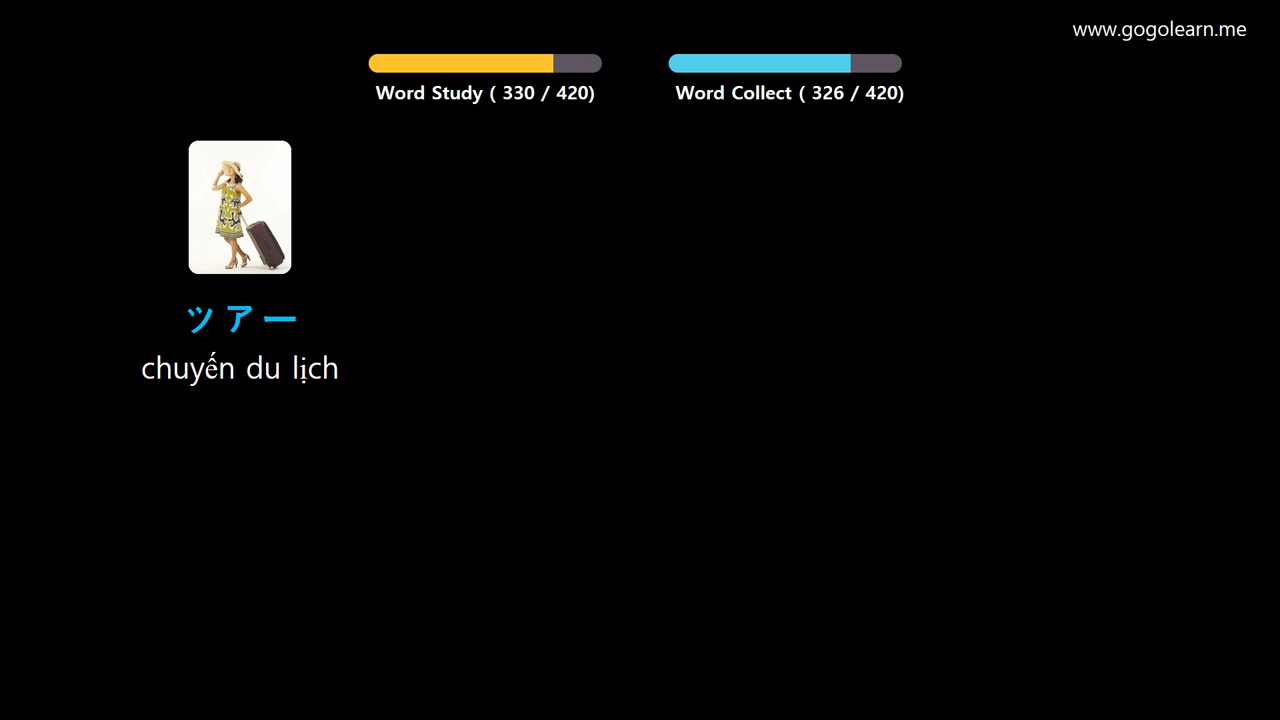 www.gogolearn.me
Word Study ( 330 / 420)
Word Collect ( 326 / 420)
ツアー
chuyến du lịch